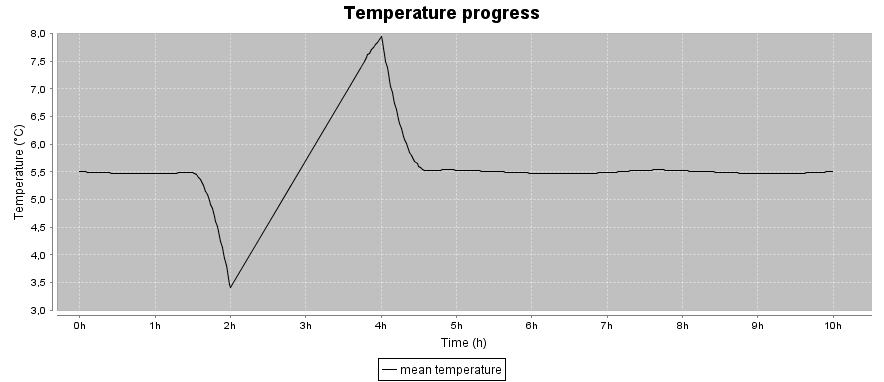 Temperature progress
Temperature (°C)
8,0
7,5
7,0
6,5
6,0
5,5
5,0
4,5
4,0
3,5
3,0
0h 1h 2h 3h 4h 5h 6h 7h 8h 9h 10h
Time (h)
mean temperature